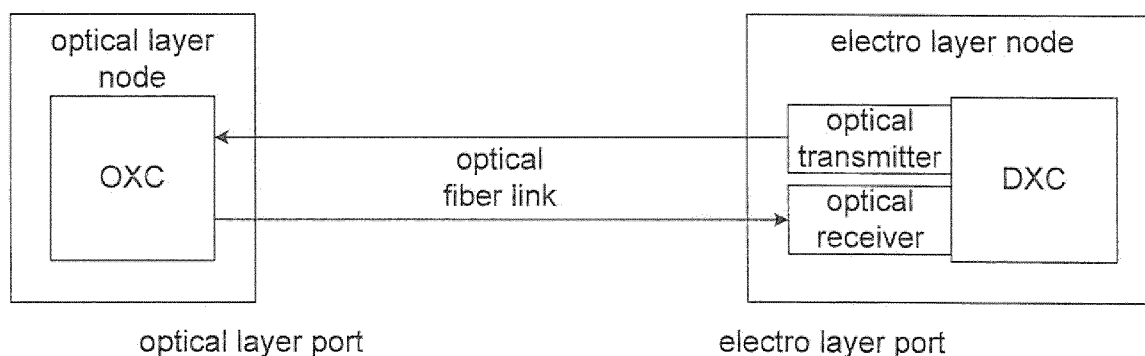 optical layer
node
OXC
optical
fiber link
electro layer node
optical
transmitter
optical
receiver
DXC
optical layer port
electro layer port